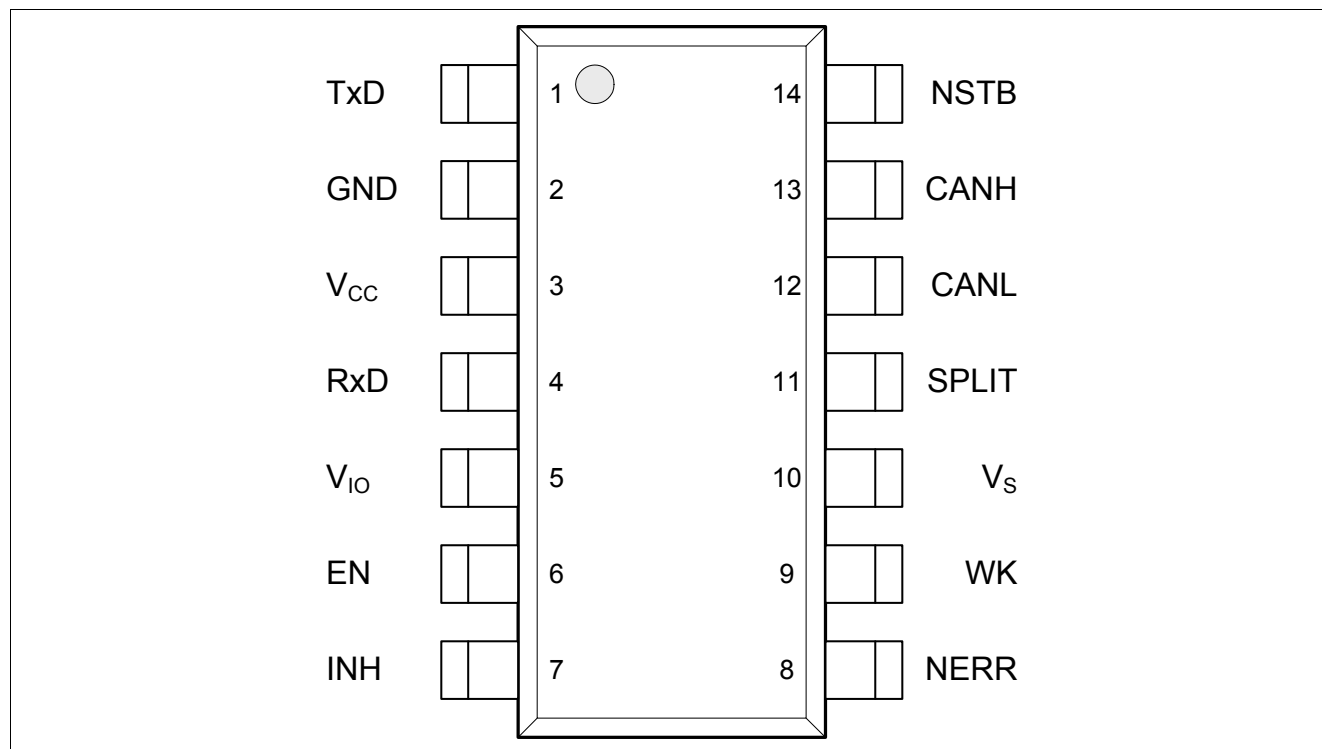 TxD 1 14 NSTB
GND 2 13 CANH
VCC 3 12 CANL
RxD 4 11 SPLIT
VIO 5 10 VS
EN 6 9 WK
INH 7 8 NERR